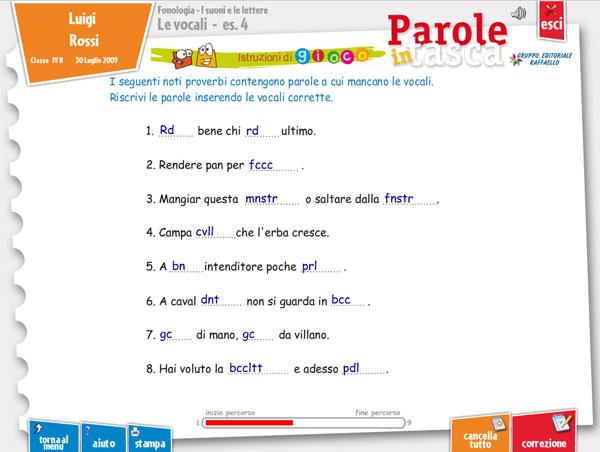 Luigi
Rossi
Classe IV B 30 Luglio 2009
Fonologia - I suoni e le lettere
Le vocali - es. 4
Istruzioni di gioco
Parole
in tasca
GRUPPO EDITORIALE
RAFFAELLO
esci
I seguenti noti proverbi contengono parole a cui mancano le vocali.
Riscrivi le parole inserendo le vocali corrette.
1. Rd bene chi rd ultimo.
2. Rendere pan per fccc .
3. Mangiar questa mnstr o saltare dalla fnstr .
4. Campa cvll che l'erba cresce.
5. A bn intenditore poche prl .
6. A caval dnt non si guarda in bcc .
7. gc di mano, gc da villano.
8. Hai voluto la bccltt e adesso pdl .
inizio percorso fine percorso
1 9
torna al menu
aiuto
stampa
cancella tutto
correzione